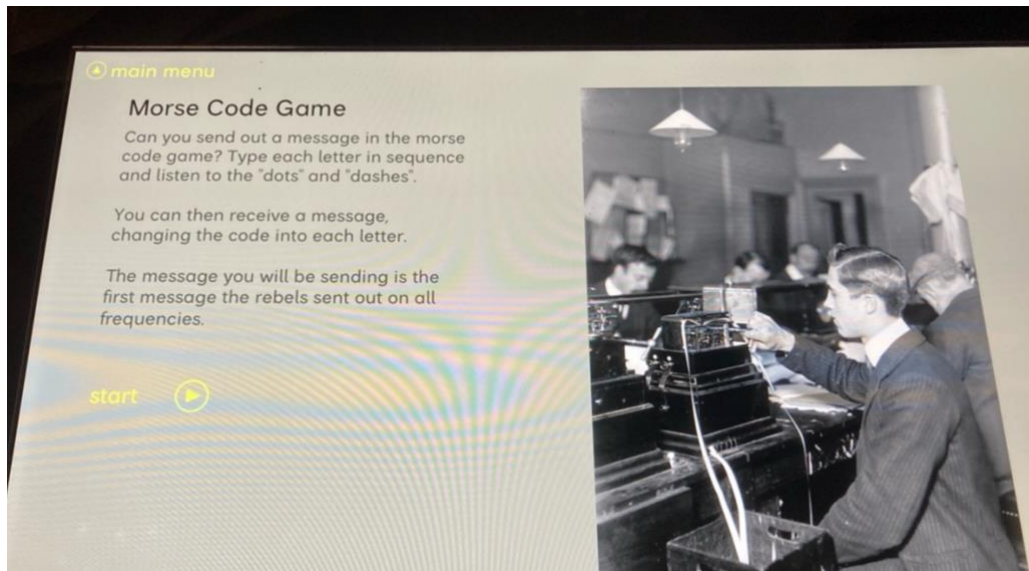 main menu
Morse Code Game
Can you send out a message in the morse
code game? Type each letter in sequence
and listen to the "dots" and "dashes".
You can then receive a message,
changing the code into each letter.
The message you will be sending is the
first message the rebels sent out on all
frequencies.
start